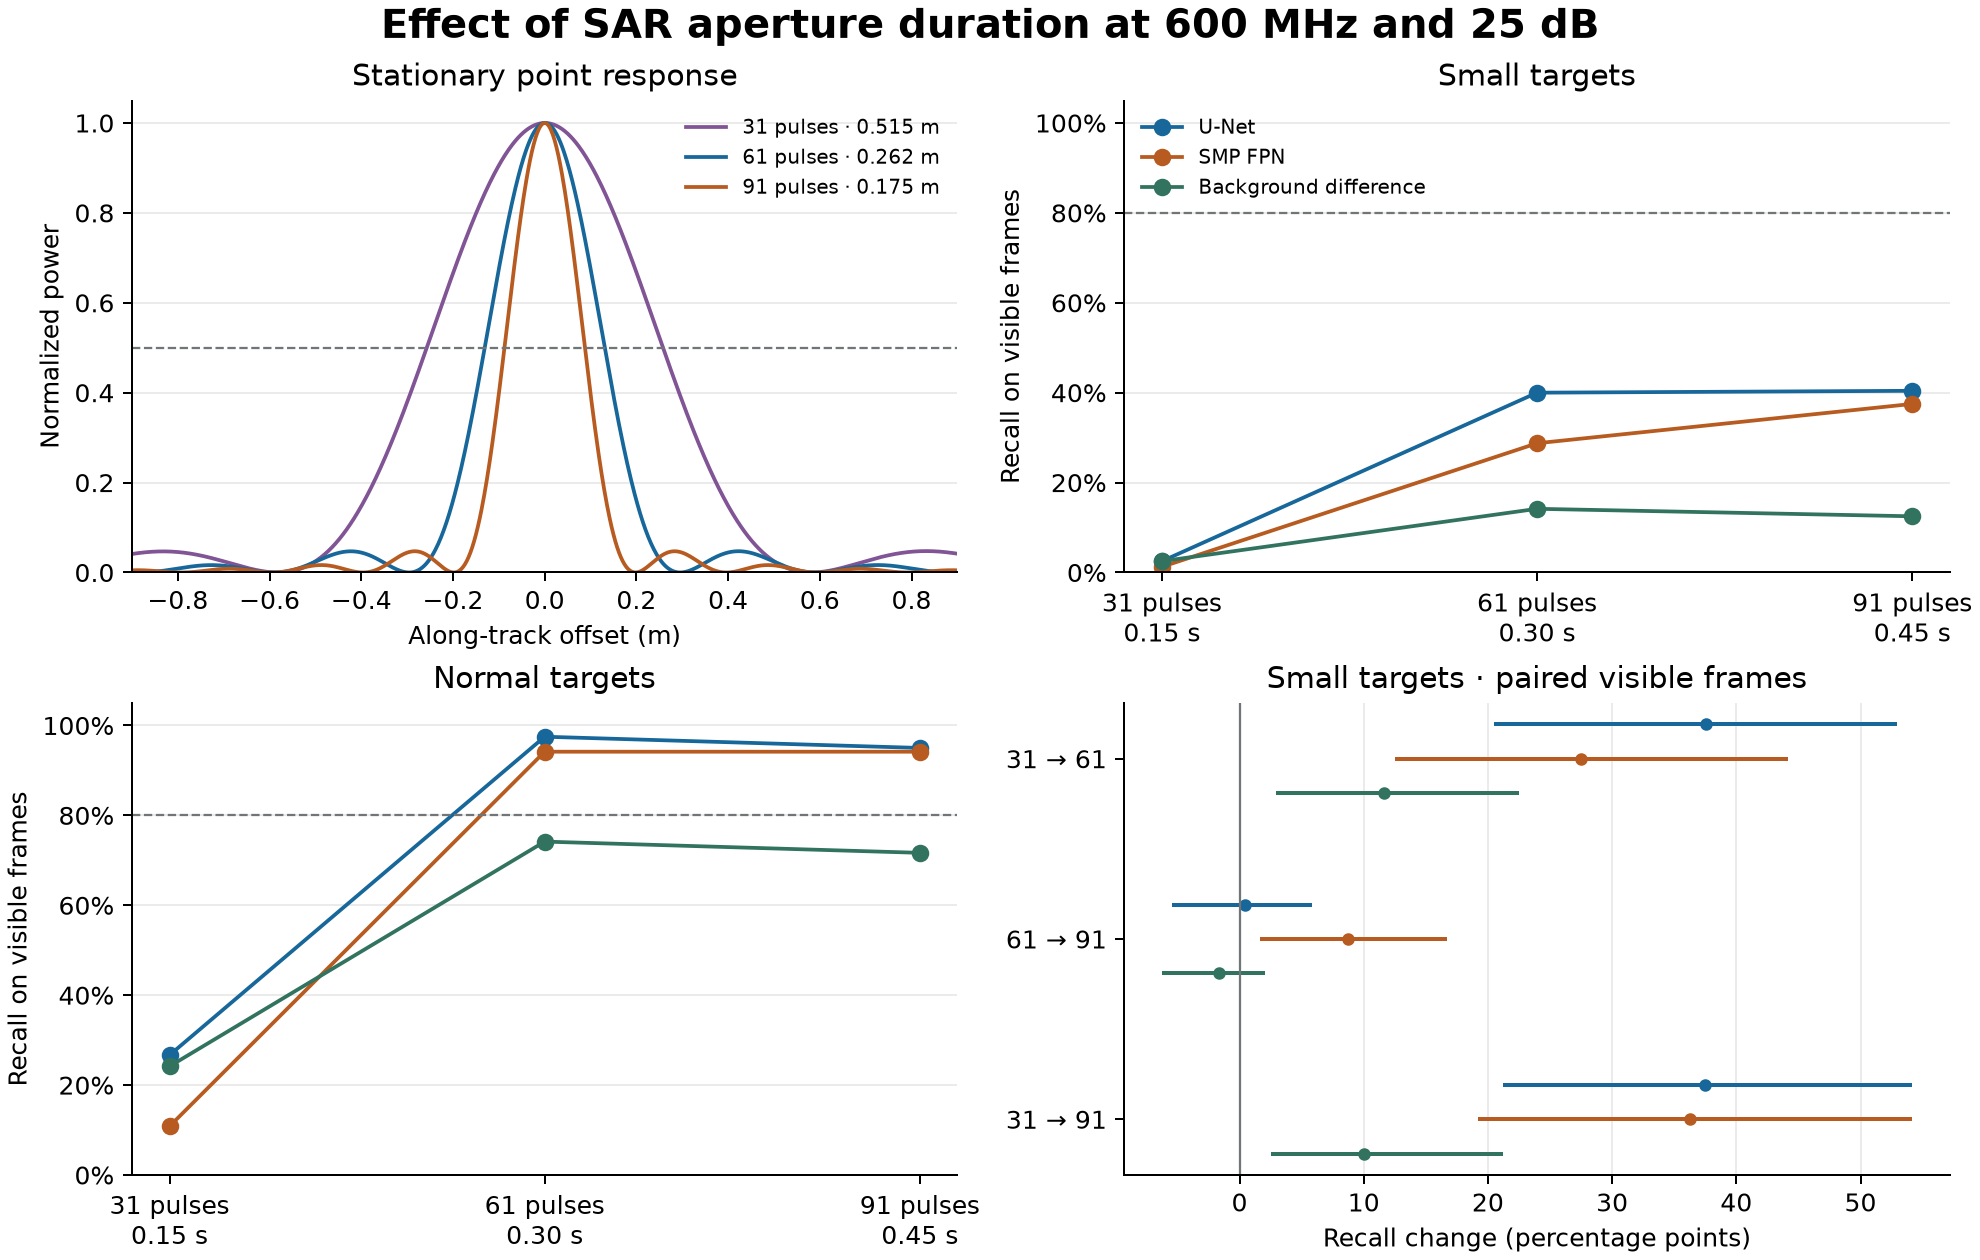 Effect of SAR aperture duration at 600 MHz and 25 dB
Stationary point response
Normalized power
1.0
0.8
0.6
0.4
0.2
0.0
31 pulses · 0.515 m
61 pulses · 0.262 m
91 pulses · 0.175 m
−0.8 −0.6 −0.4 −0.2 0.0 0.2 0.4 0.6 0.8
Along-track offset (m)
Small targets
Recall on visible frames
100%
80%
60%
40%
20%
0%
U-Net
SMP FPN
Background difference
31 pulses 61 pulses 91 pulses
0.15 s 0.30 s 0.45 s
Normal targets
Recall on visible frames
100%
80%
60%
40%
20%
0%
31 pulses 61 pulses 91 pulses
0.15 s 0.30 s 0.45 s
Small targets · paired visible frames
31 → 61
61 → 91
31 → 91
0 10 20 30 40 50
Recall change (percentage points)